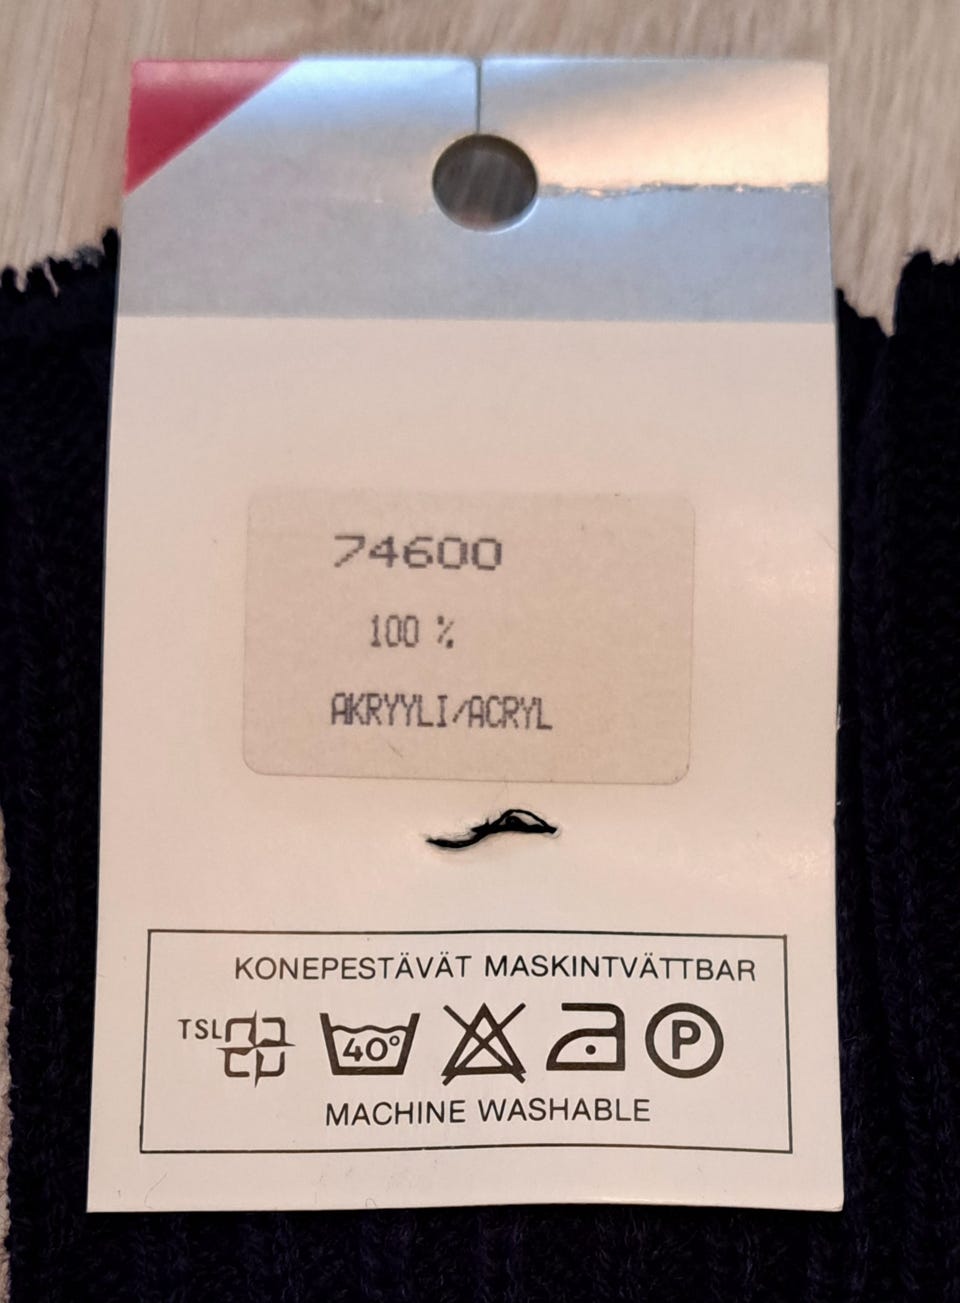 74600
100 %
AKRYYLI/ACRYL
KONEPESTÄVÄT MASKINTVÄTTBAR
TSL 40° P
MACHINE WASHABLE